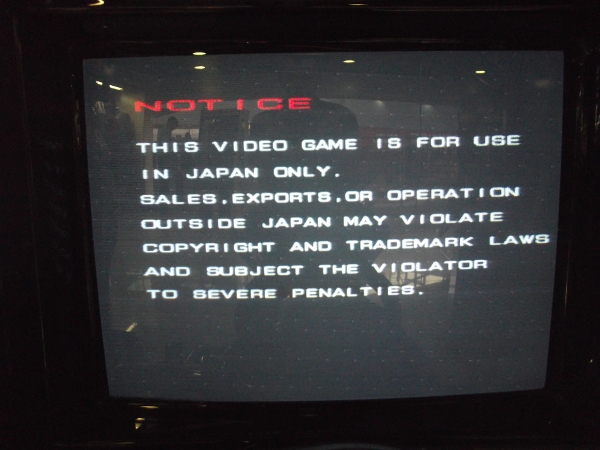 NOTICE
THIS VIDEO GAME IS FOR USE
IN JAPAN ONLY.
SALES,EXPORTS,OR OPERATION
OUTSIDE JAPAN MAY VIOLATE
COPYRIGHT AND TRADEMARK LAWS
AND SUBJECT THE VIOLATOR
TO SEVERE PENALTIES.